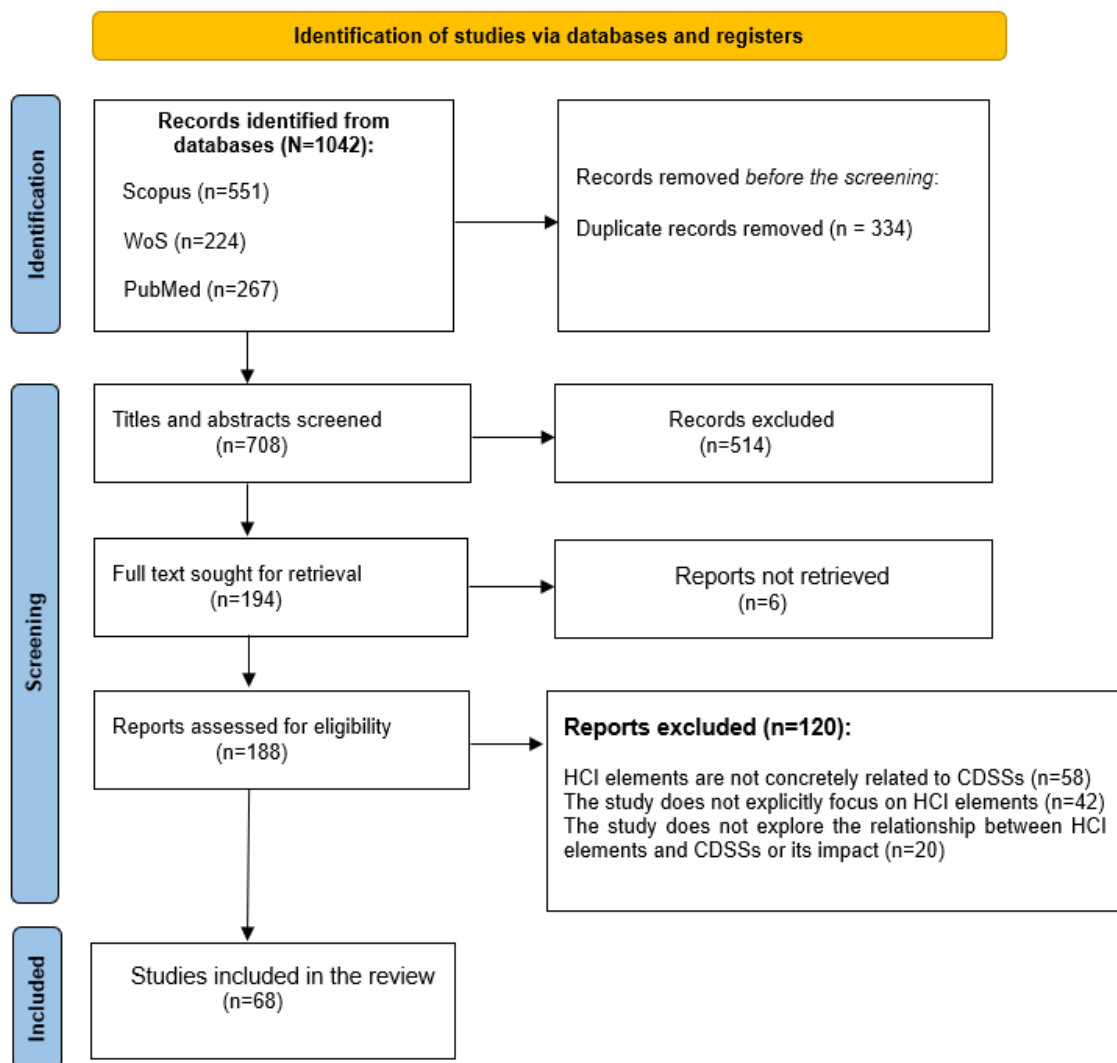 Identification of studies via databases and registers
Identification
Records identified from
databases (N=1042):
Scopus (n=551)
WoS (n=224)
PubMed (n=267)
Records removed before the screening:
Duplicate records removed (n = 334)
Screening
Titles and abstracts screened
(n=708)
Records excluded
(n=514)
Full text sought for retrieval
(n=194)
Reports not retrieved
(n=6)
Reports assessed for eligibility
(n=188)
Reports excluded (n=120):
HCI elements are not concretely related to CDSSs (n=58)
The study does not explicitly focus on HCI elements (n=42)
The study does not explore the relationship between HCI
elements and CDSSs or its impact (n=20)
Included
Studies included in the review
(n=68)